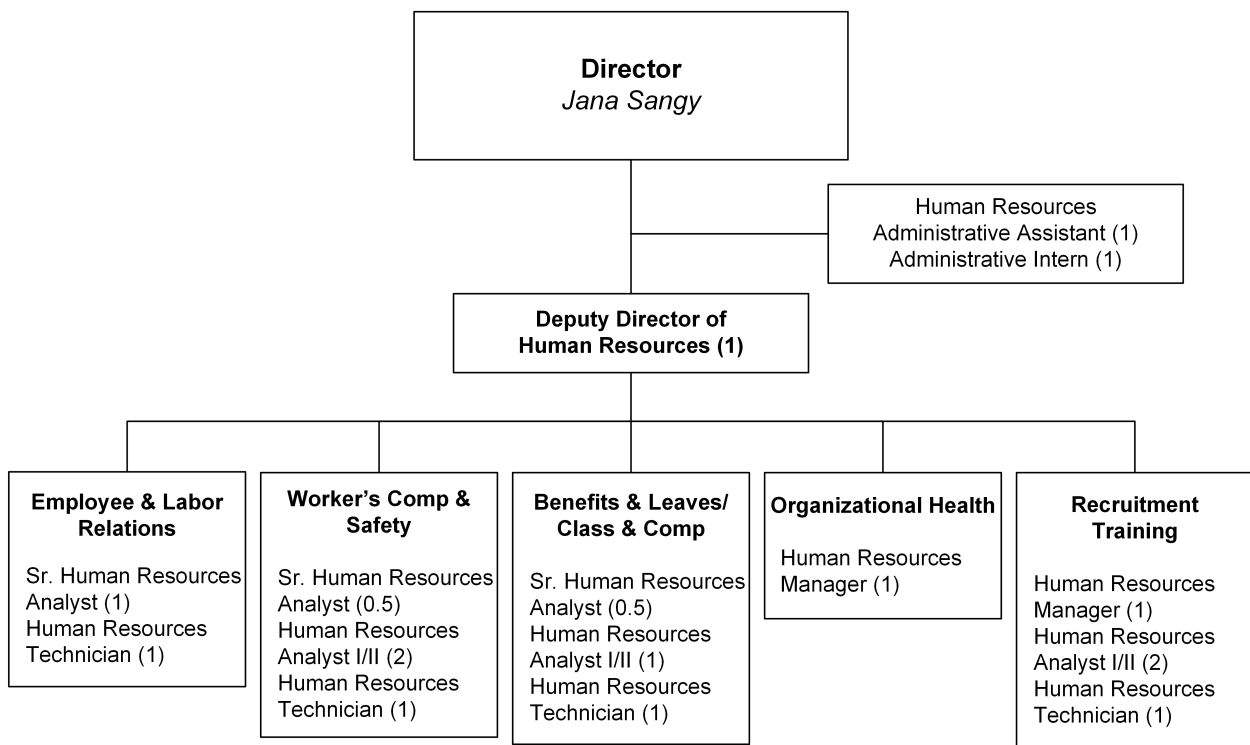 Director
Jana Sangy
Human Resources
Administrative Assistant (1)
Administrative Intern (1)
Deputy Director of
Human Resources (1)
Employee & Labor
Relations
Sr. Human Resources
Analyst (1)
Human Resources
Technician (1)
Worker’s Comp &
Safety
Sr. Human Resources
Analyst (0.5)
Human Resources
Analyst I/II (2)
Human Resources
Technician (1)
Benefits & Leaves/
Class & Comp
Sr. Human Resources
Analyst (0.5)
Human Resources
Analyst I/II (1)
Human Resources
Technician (1)
Organizational Health
Human Resources
Manager (1)
Recruitment
Training
Human Resources
Manager (1)
Human Resources
Analyst I/II (2)
Human Resources
Technician (1)